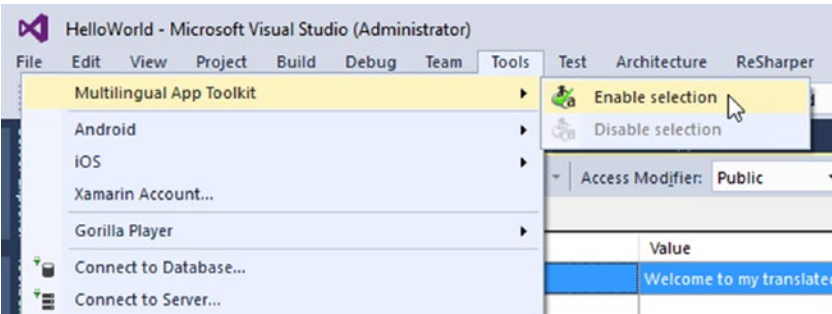 HelloWorld - Microsoft Visual Studio (Administrator)
File Edit View Project Build Debug Team Tools Test Architecture ReSharper
Multilingual App Toolkit Enable selection
Android Disable selection
iOS
Access Modifier: Public
Xamarin Account...
Gorilla Player
Value
Connect to Database...
Welcome to my translated
Connect to Server...